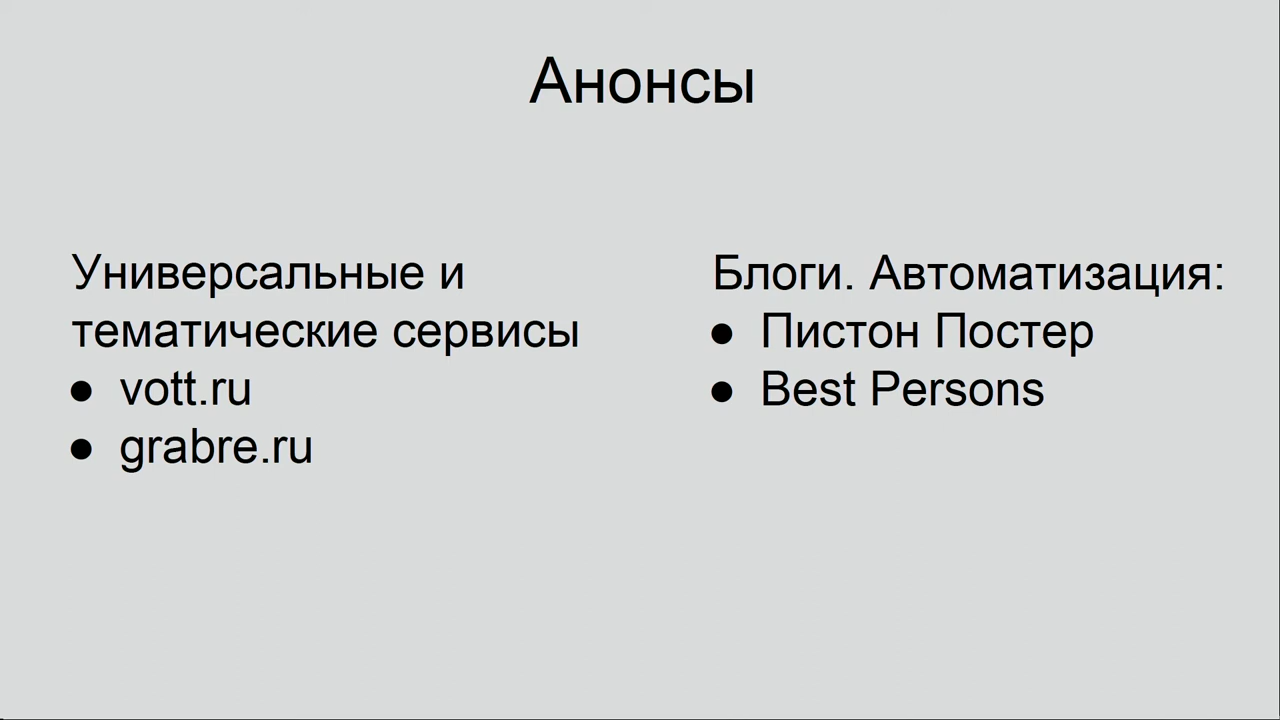 Анонсы
Универсальные и
тематические сервисы
● vott.ru
● grabre.ru
Блоги. Автоматизация:
● Пистон Постер
● Best Persons